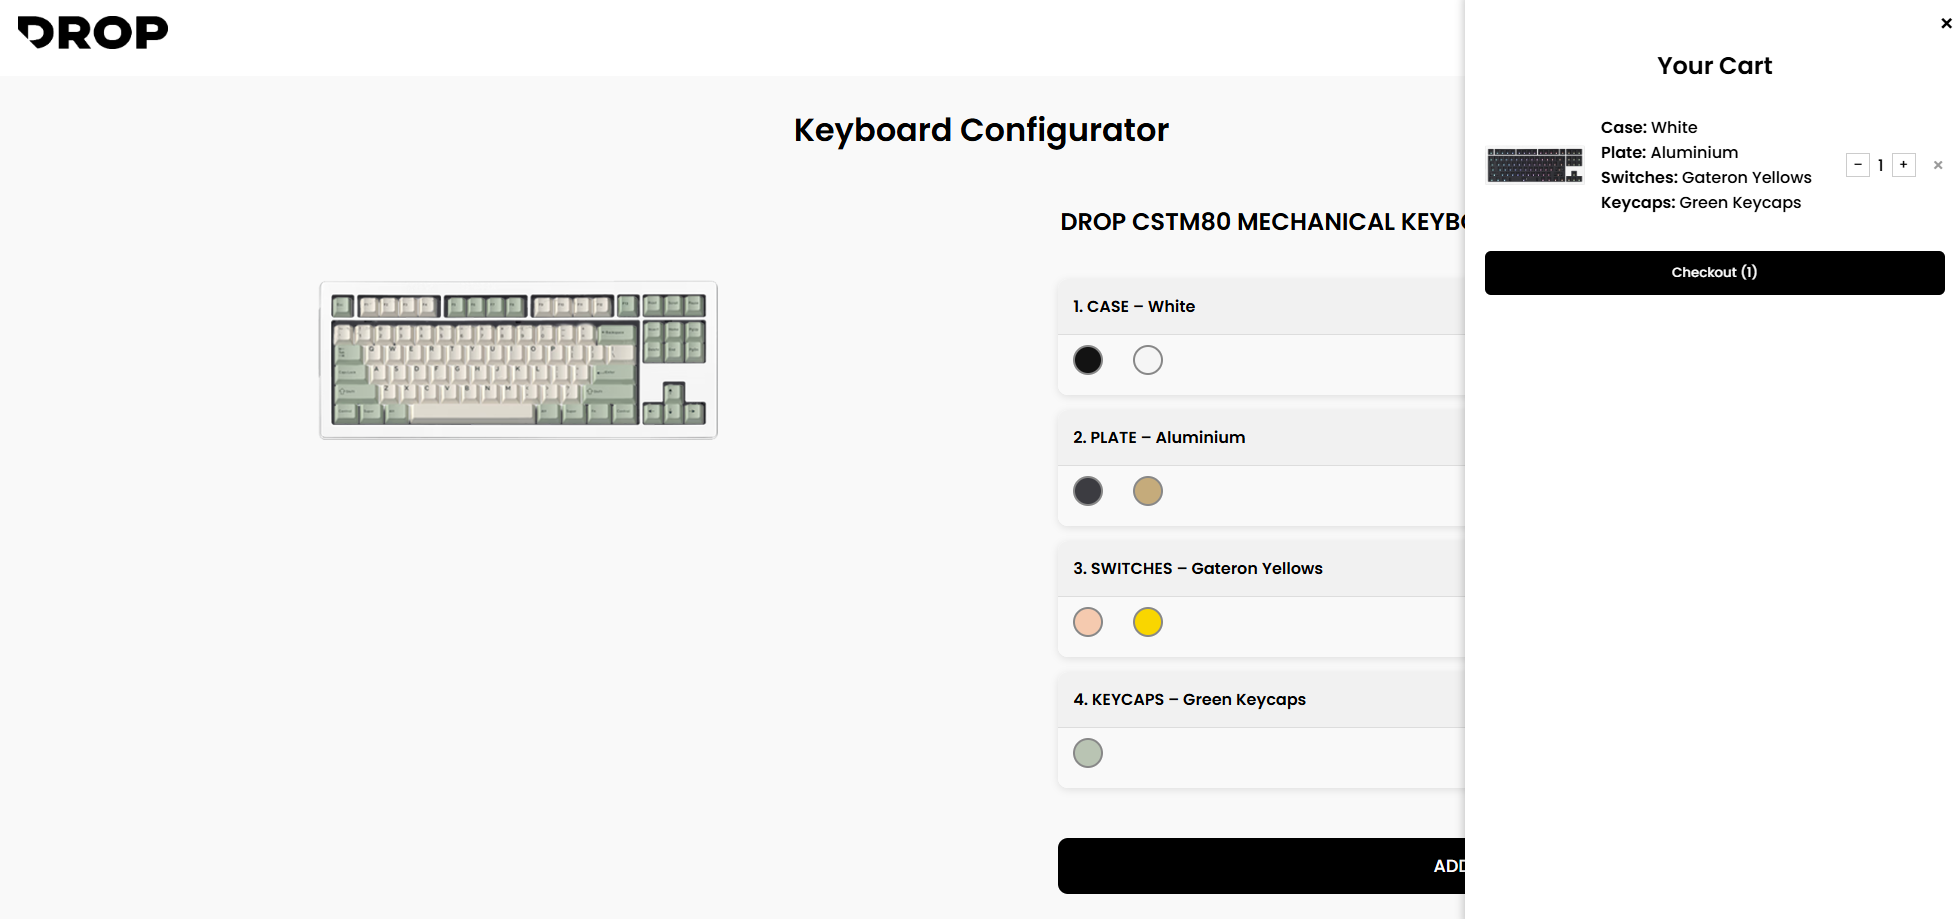 DROP
Keyboard Configurator
DROP CSTM80 MECHANICAL KEYBO
1. CASE – White
2. PLATE – Aluminium
3. SWITCHES – Gateron Yellows
4. KEYCAPS – Green Keycaps
ADD
×
Your Cart
Case: White
Plate: Aluminium
Switches: Gateron Yellows
Keycaps: Green Keycaps
− 1 + ×
Checkout (1)